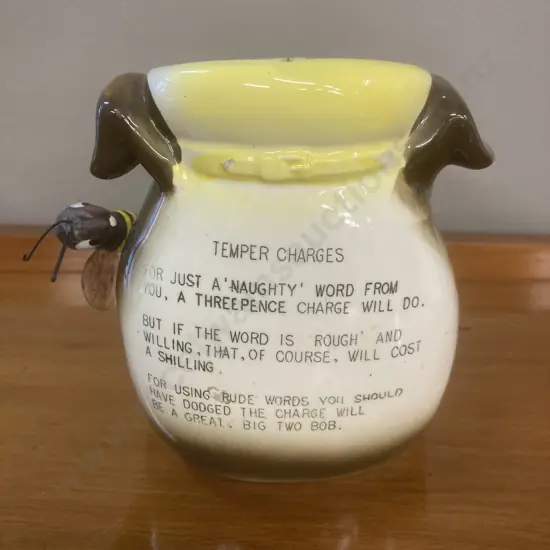 TEMPER CHARGES
FOR JUST A 'NAUGHTY' WORD FROM
YOU, A THREEPENCE CHARGE WILL DO.
BUT IF THE WORD IS ROUGH' AND
WILLING, THAT, OF COURSE, WILL COST
A SHILLING.
FOR USING RUDE WORDS YOU SHOULD
HAVE DODGED THE CHARGE WILL
BE A GREAT, BIG TWO BOB.